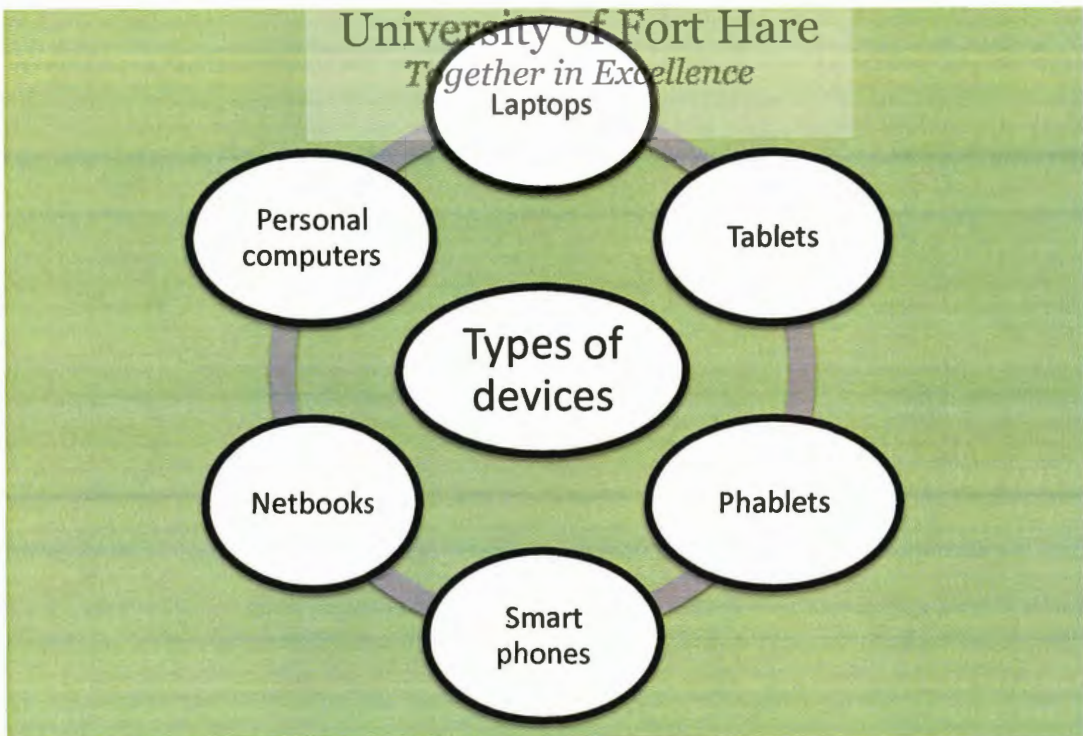 University of Fort Hare
Together in Excellence
Laptops
Tablets
Phablets
Smart
phones
Netbooks
Personal
computers
Types of
devices